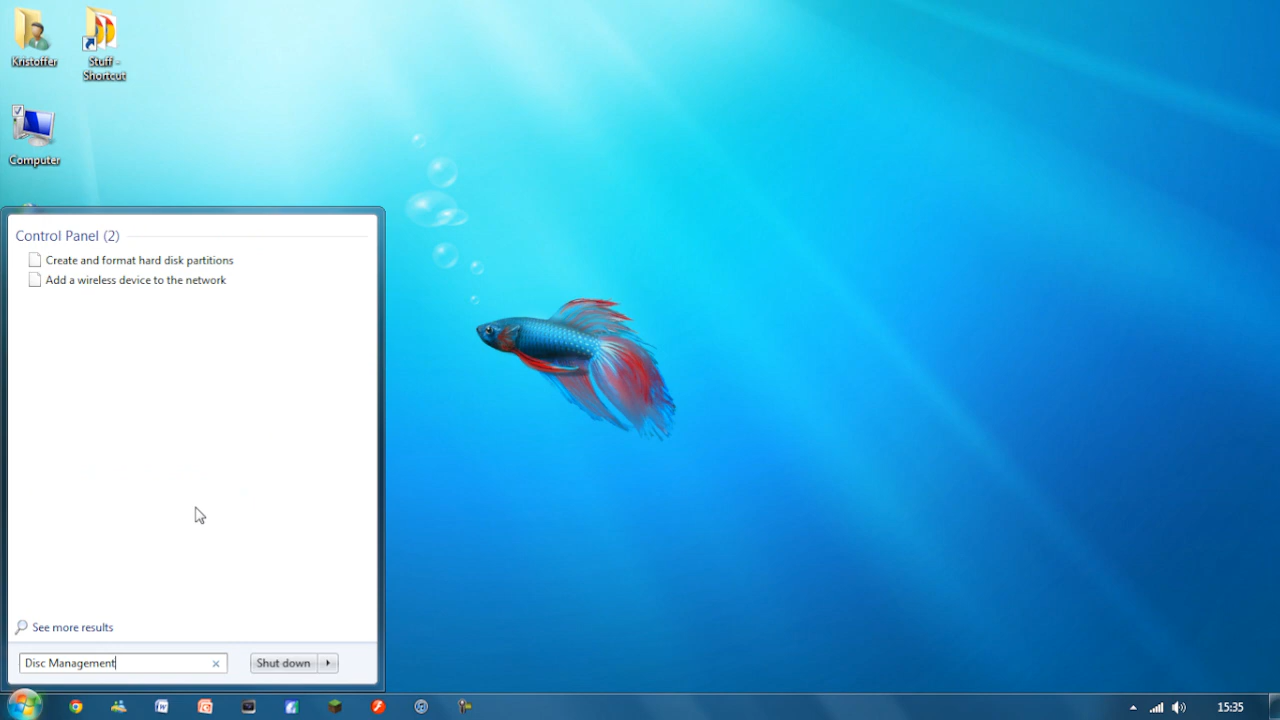 Kristoffer
Stuff -
Shortcut
Computer
Control Panel (2)
Create and format hard disk partitions
Add a wireless device to the network
See more results
Disc Management
Shut down
15:35